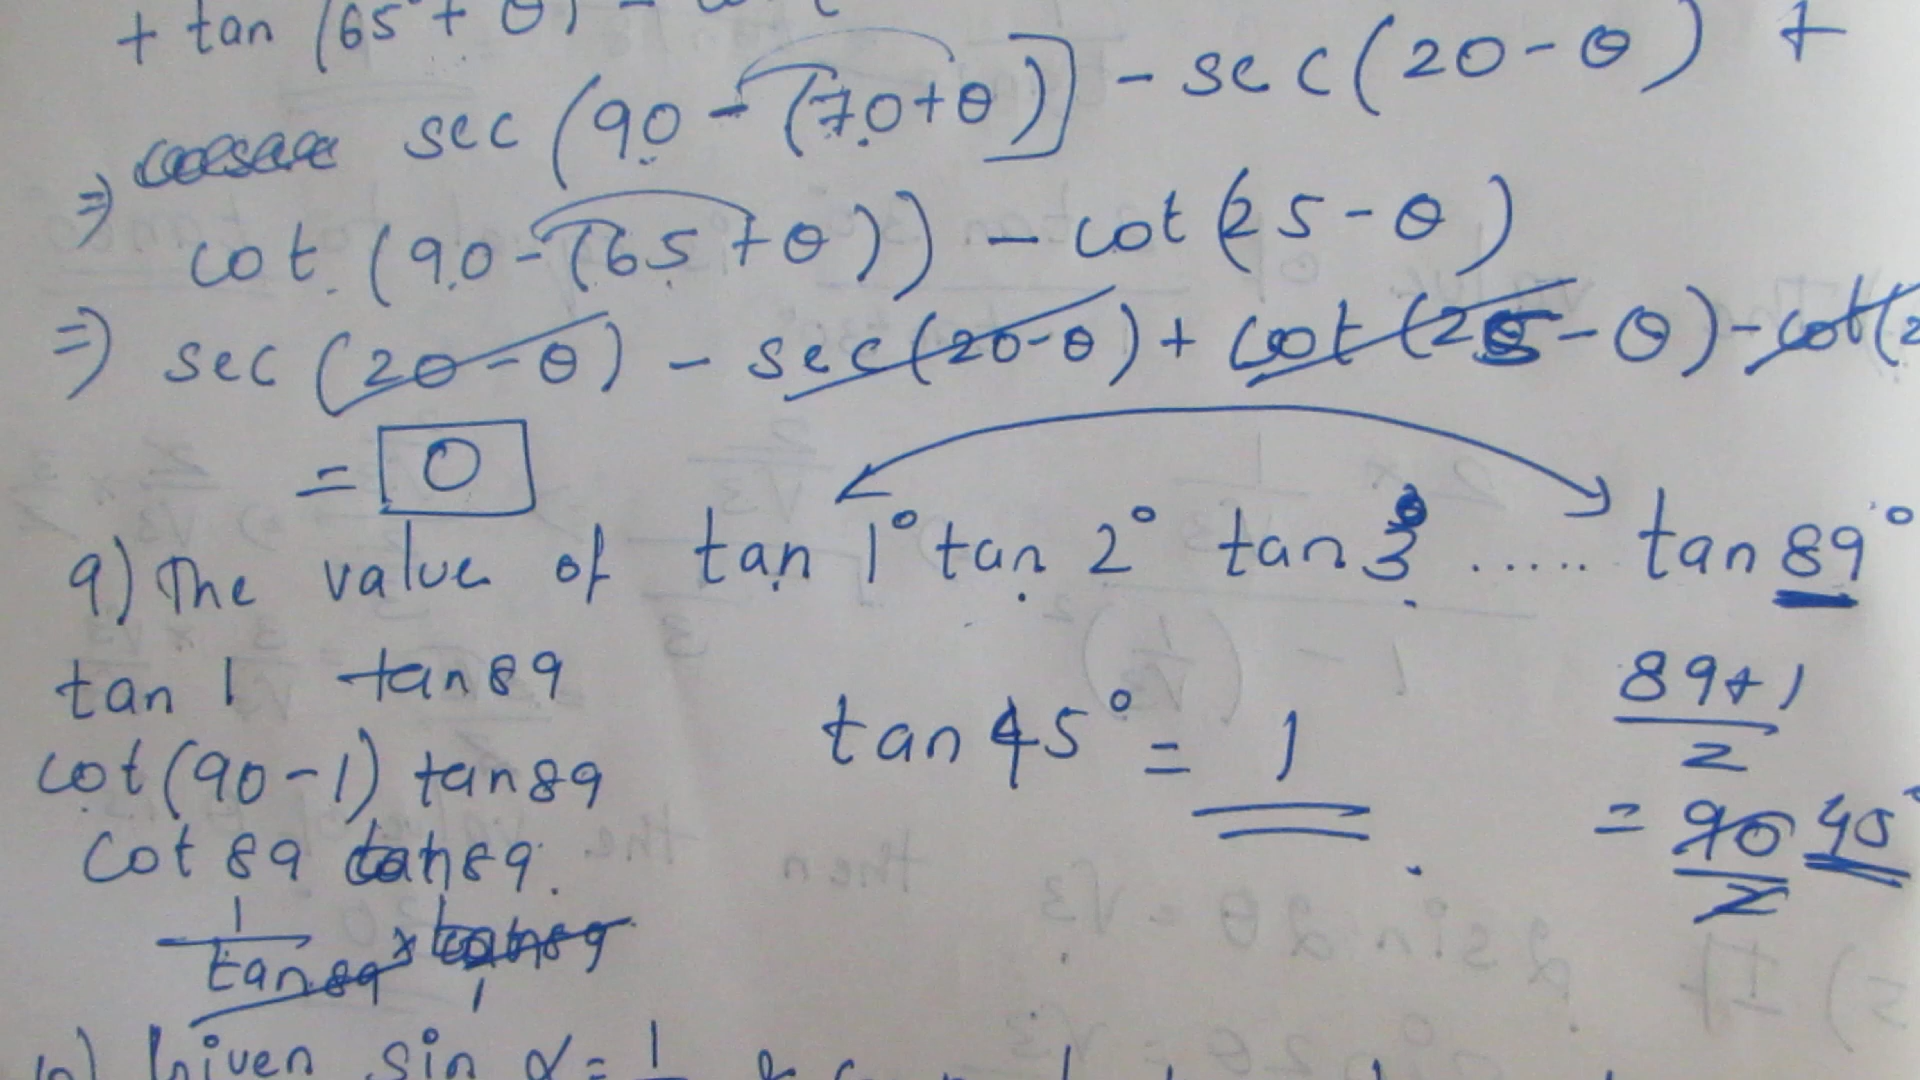 + tan (65° + θ) -
sec (90 - (70+θ))] - sec (20-θ) +
⇒ cot (90-(65+θ)) - cot (25-θ)
⇒ sec (20-θ) - sec (20-θ) + cot (25-θ) - cot (2
= 0
9) The value of tan 1° tan 2° tan 3° ...... tan 89°
tan 1 tan 89
cot (90-1) tan 89
cot 89 tan 89.
1/tan 89 × tan 89
1
tan 45° = 1
89+1/2
= 90/2 45°
10) Given sin α = 1